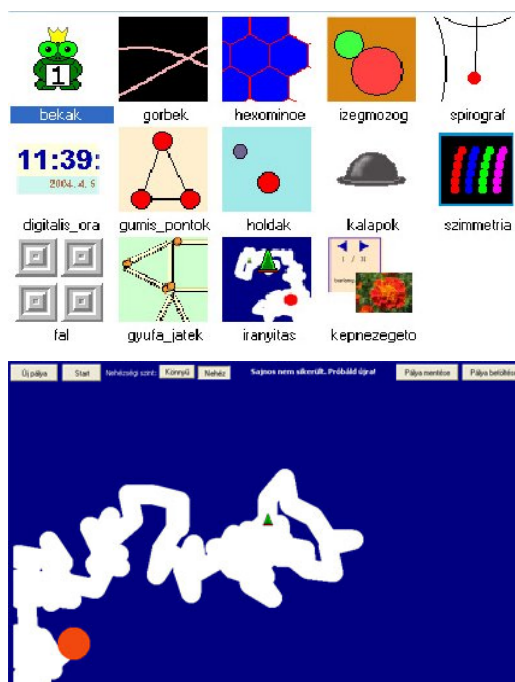 1
bekak
gorbek
hexominoe
izegmozog
spirograf
11:39:
2004. 4. 5
digitalis_ora
gumis_pontok
holdak
kalapok
szimmetria
fal
gyufa_jatek
iranyitas
kepnezegeto
Új pálya Start Nehézségi szint: Könnyű Nehéz Sajnos nem sikerült. Próbáld újra! Pálya mentése Pálya betöltése